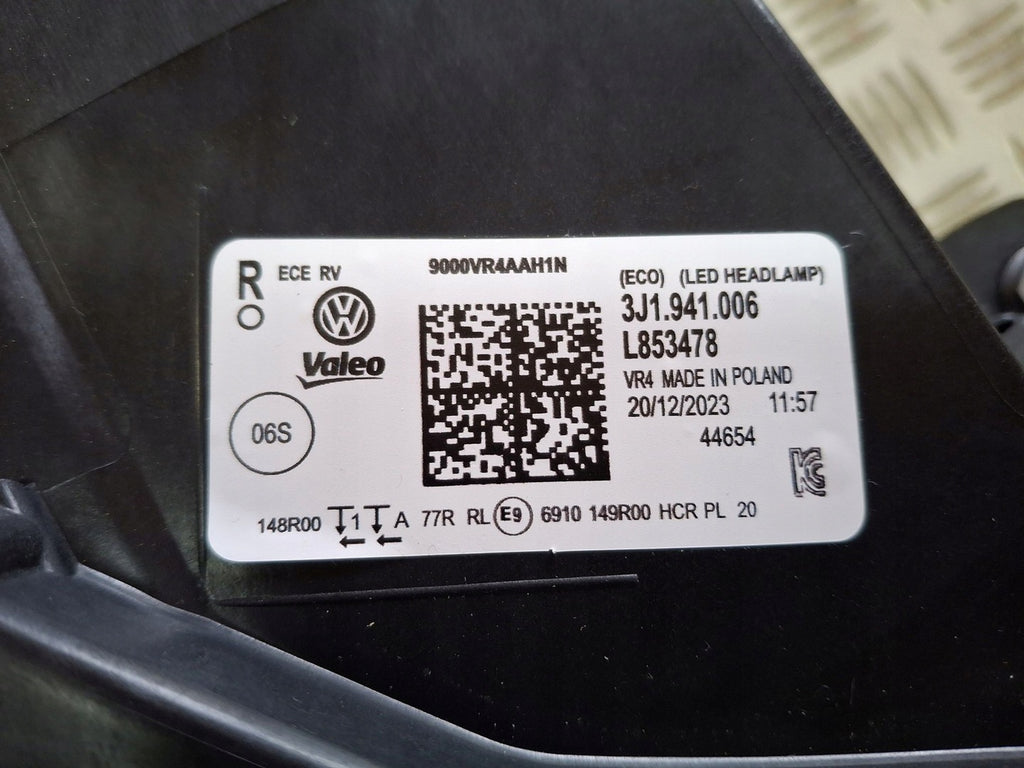 R ECE RV
Valeo
06S
9000VR4AAH1N
(ECO) (LED HEADLAMP)
3J1.941.006
L853478
VR4 MADE IN POLAND
20/12/2023 11:57
44654
KC
148R00 1 A 77R RL E9 6910 149R00 HCR PL 20